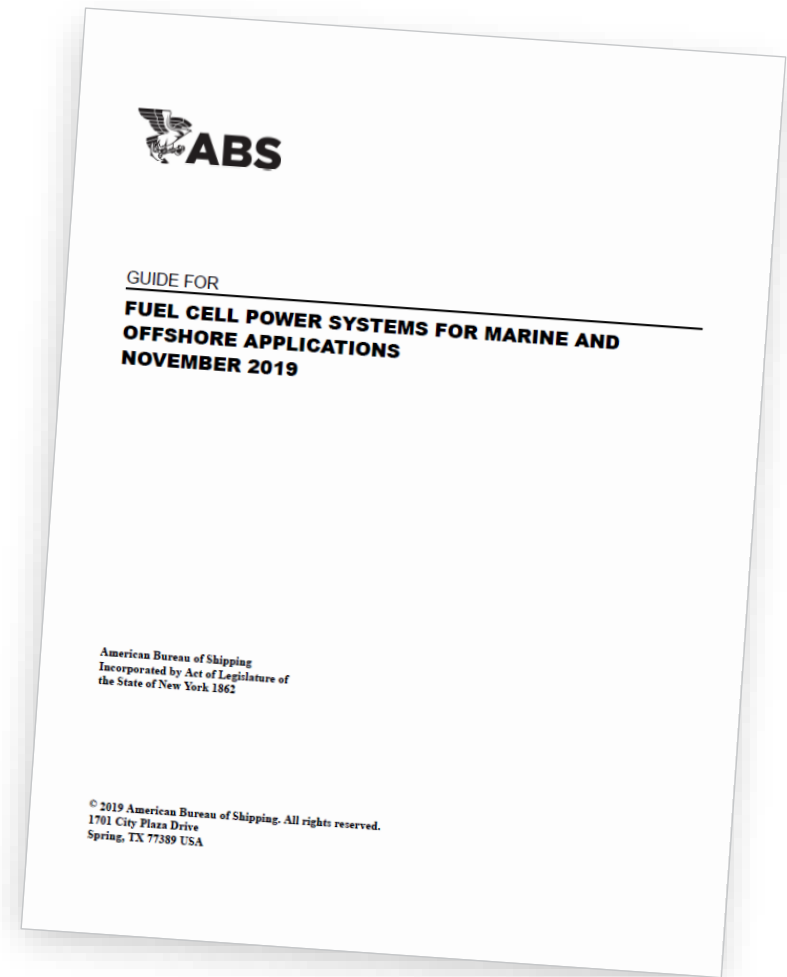 ABS
GUIDE FOR
FUEL CELL POWER SYSTEMS FOR MARINE AND
OFFSHORE APPLICATIONS
NOVEMBER 2019
American Bureau of Shipping
Incorporated by Act of Legislature of
the State of New York 1862
© 2019 American Bureau of Shipping. All rights reserved.
1701 City Plaza Drive
Spring, TX 77389 USA